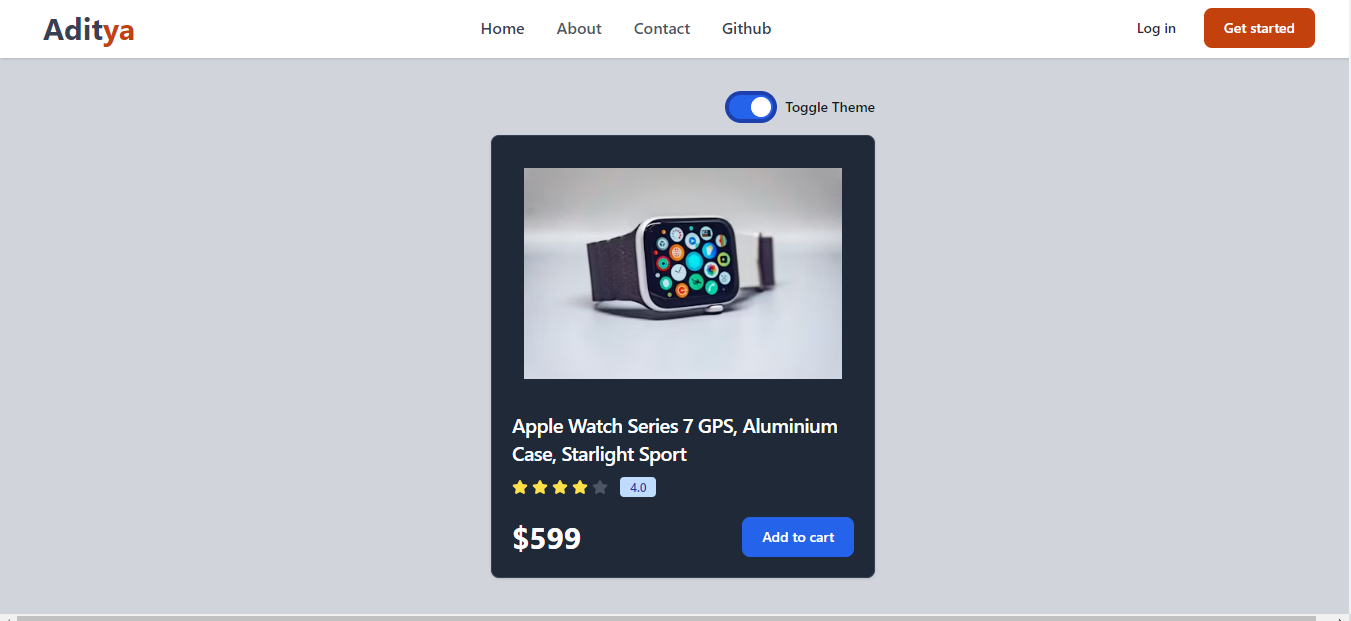 Aditya Home About Contact Github Log in Get started
Toggle Theme
Apple Watch Series 7 GPS, Aluminium
Case, Starlight Sport
4.0
$599 Add to cart